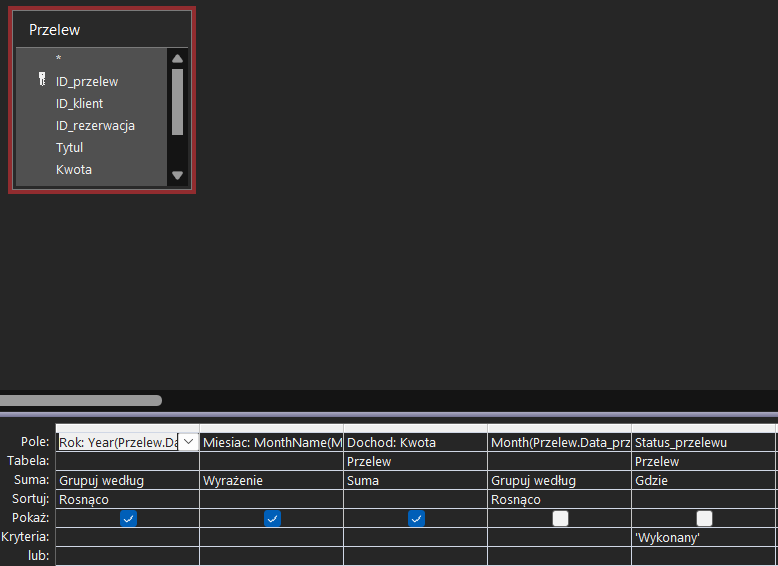 Przelew
*
ID_przelew
ID_klient
ID_rezerwacja
Tytul
Kwota
Pole: Rok: Year(Przelew.Da Miesiac: MonthName(M Dochod: Kwota Month(Przelew.Data_prz Status_przelewu
Tabela: Przelew Przelew
Suma: Grupuj według Wyrażenie Suma Grupuj według Gdzie
Sortuj: Rosnąco Rosnąco
Pokaż:
Kryteria: 'Wykonany'
lub: